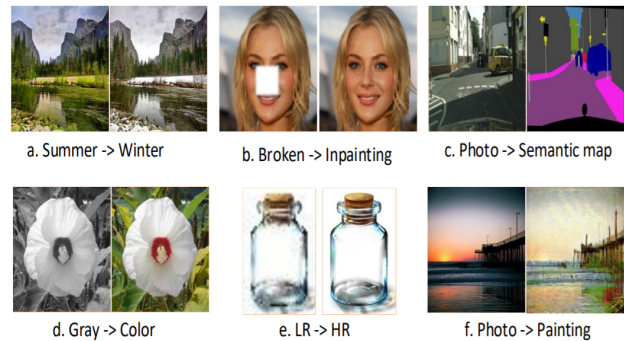 a. Summer -> Winter
b. Broken -> Inpainting
c. Photo -> Semantic map
d. Gray -> Color
e. LR -> HR
f. Photo -> Painting